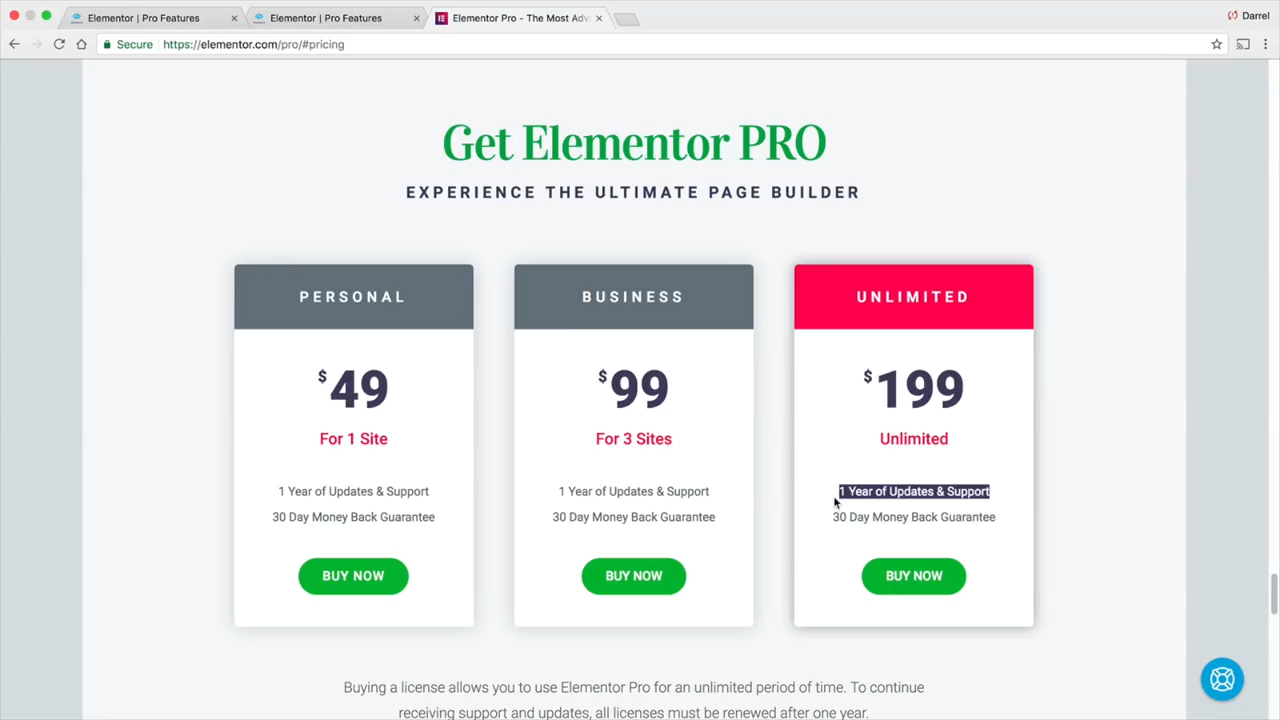 Elementor | Pro Features
Elementor | Pro Features
Elementor Pro - The Most Adv
Darrel
Secure
https://elementor.com/pro/#pricing
Get Elementor PRO
EXPERIENCE THE ULTIMATE PAGE BUILDER
PERSONAL
$49
For 1 Site
1 Year of Updates & Support
30 Day Money Back Guarantee
BUY NOW
BUSINESS
$99
For 3 Sites
1 Year of Updates & Support
30 Day Money Back Guarantee
BUY NOW
UNLIMITED
$199
Unlimited
1 Year of Updates & Support
30 Day Money Back Guarantee
BUY NOW
Buying a license allows you to use Elementor Pro for an unlimited period of time. To continue
receiving support and updates, all licenses must be renewed after one year.